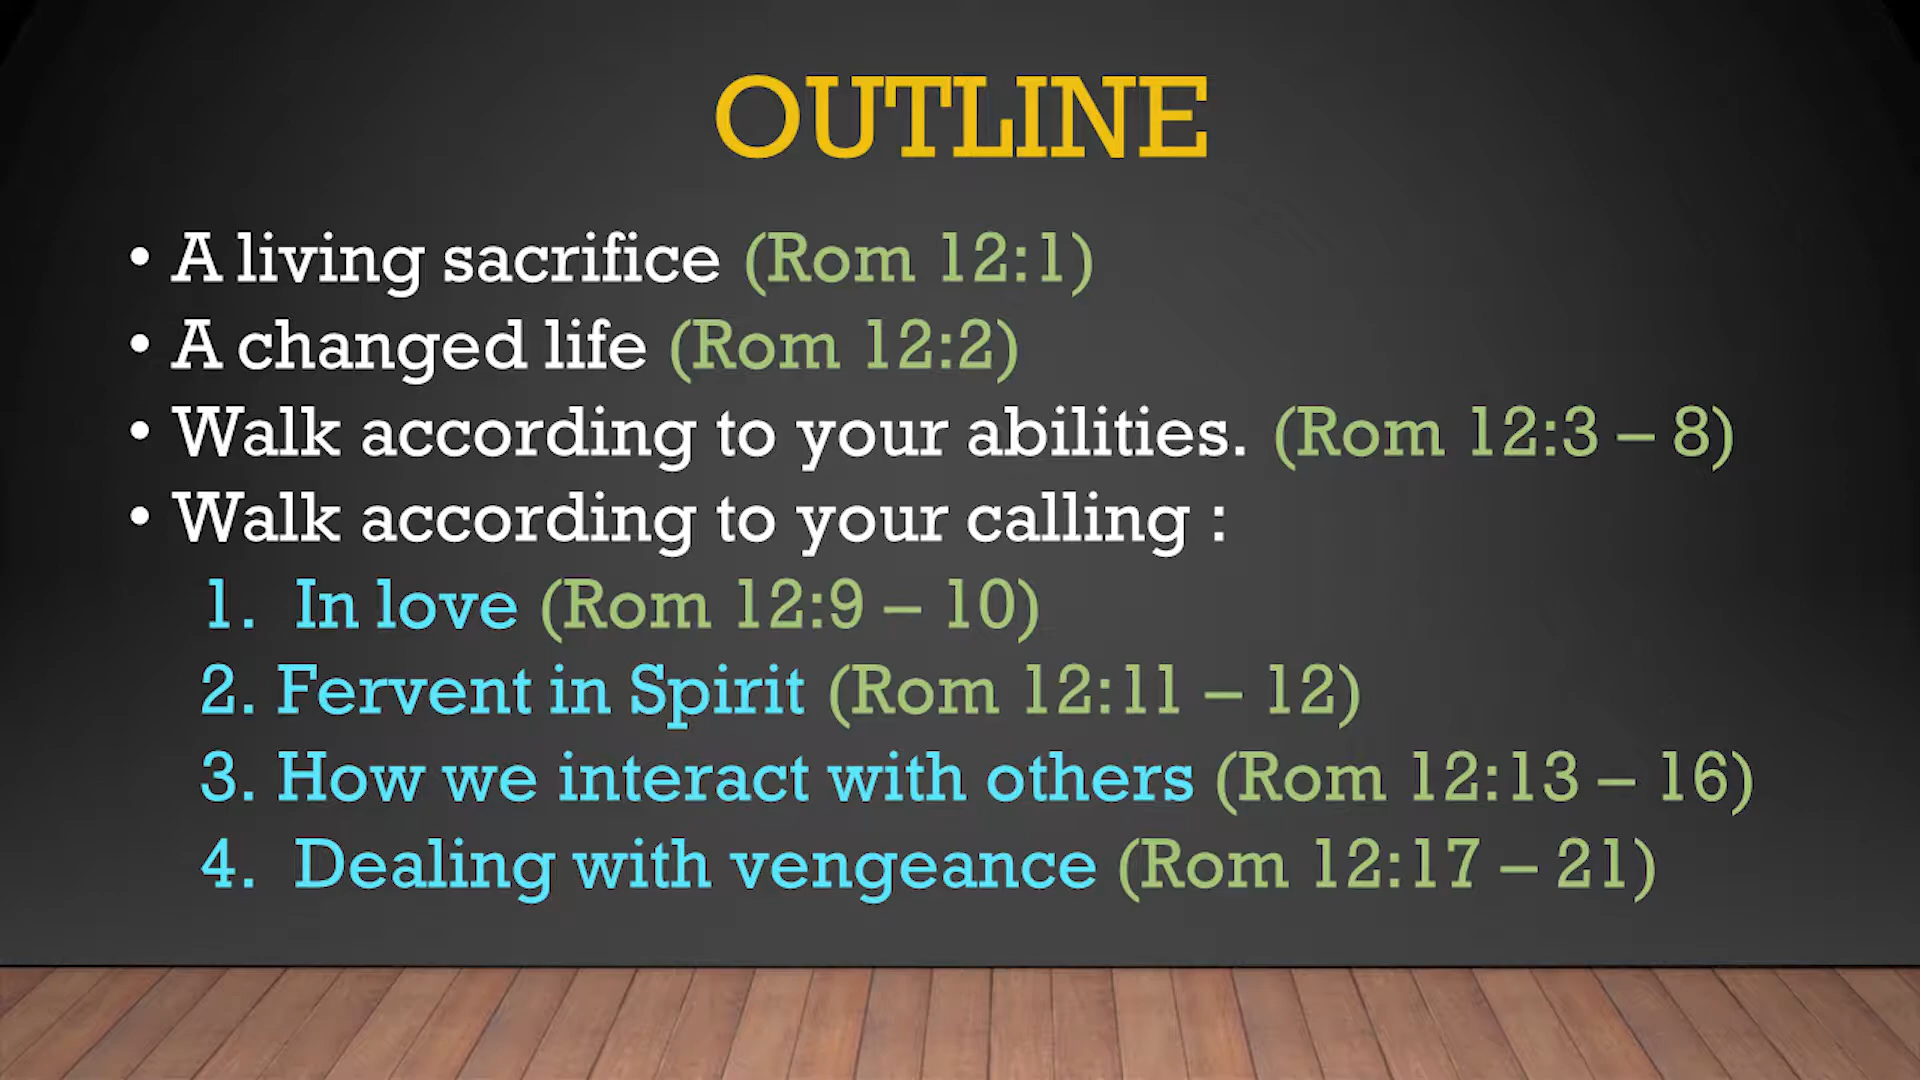 OUTLINE
• A living sacrifice (Rom 12:1)
• A changed life (Rom 12:2)
• Walk according to your abilities. (Rom 12:3 – 8)
• Walk according to your calling :
1. In love (Rom 12:9 – 10)
2. Fervent in Spirit (Rom 12:11 – 12)
3. How we interact with others (Rom 12:13 – 16)
4. Dealing with vengeance (Rom 12:17 – 21)